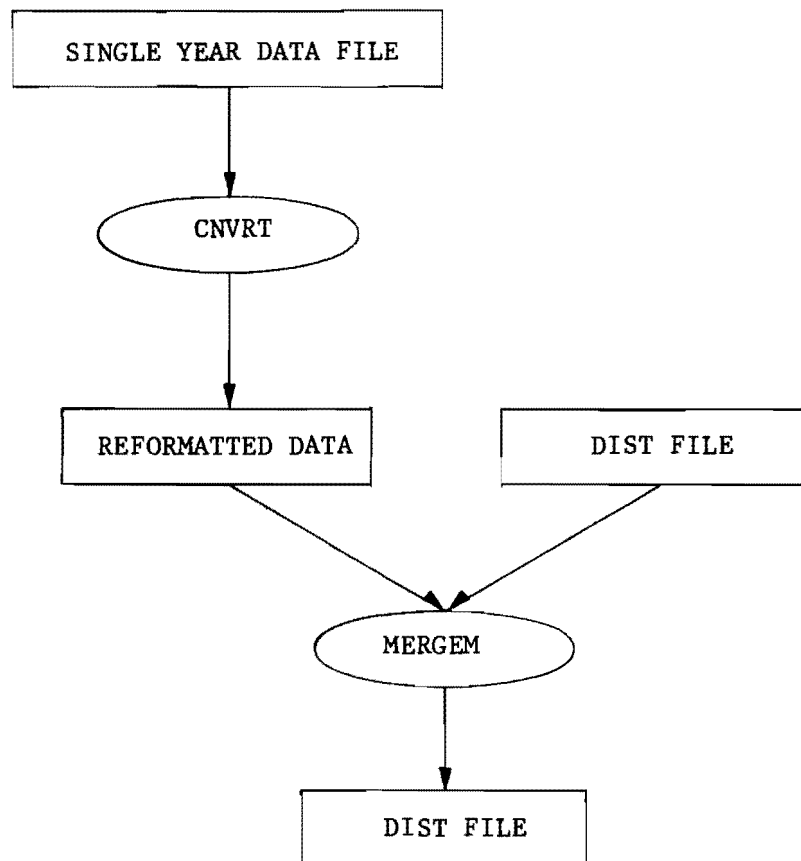 SINGLE YEAR DATA FILE
CNVRT
REFORMATTED DATA
DIST FILE
MERGEM
DIST FILE